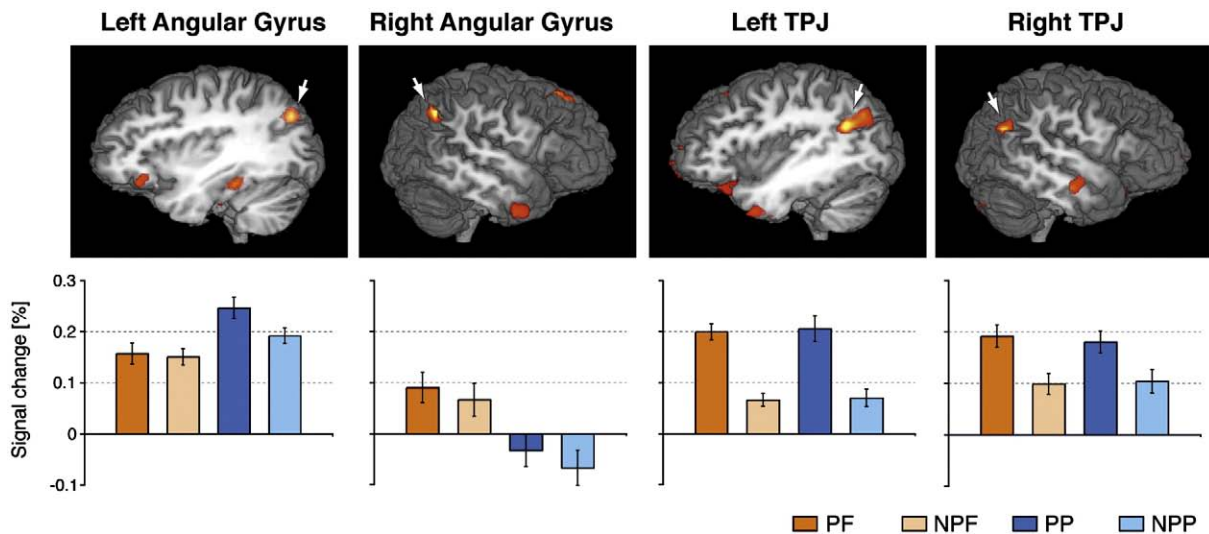 Left Angular Gyrus Right Angular Gyrus Left TPJ Right TPJ
Signal change [%]
0.3
0.2
0.1
0
-0.1
PF NPF PP NPP